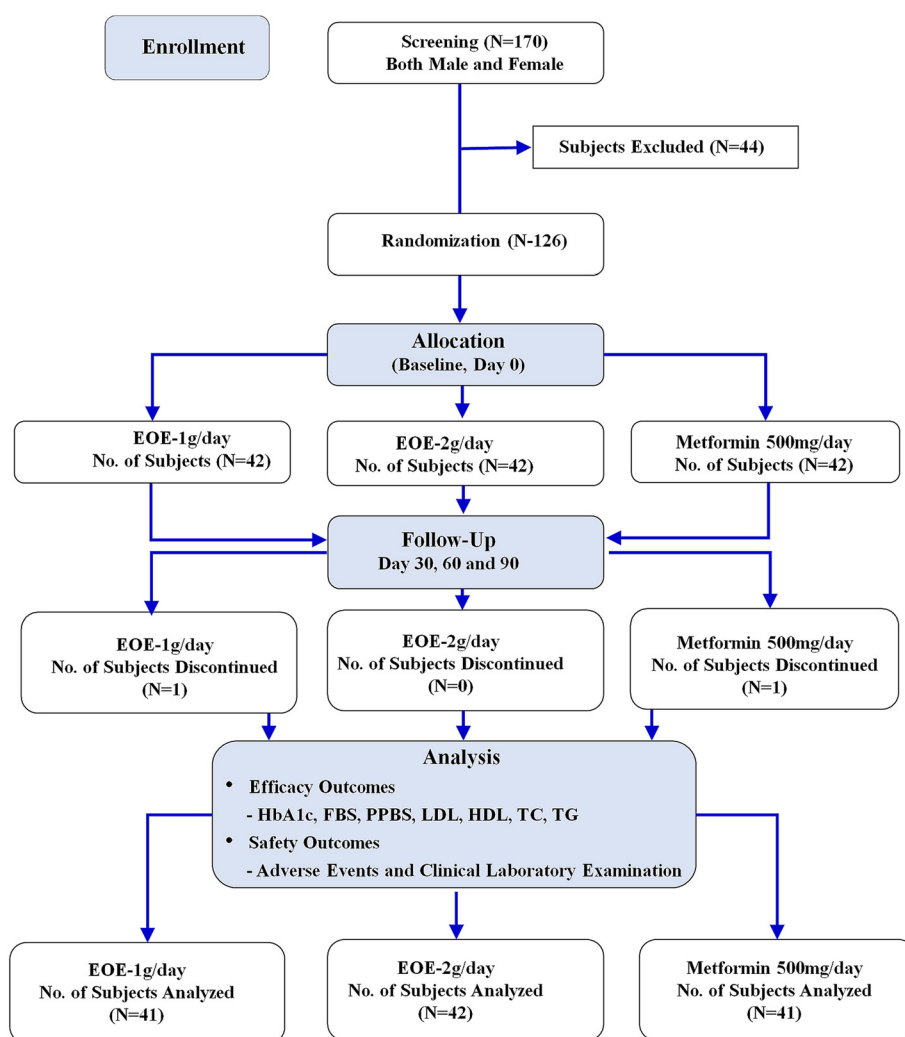 Enrollment
Screening (N=170)
Both Male and Female
Subjects Excluded (N=44)
Randomization (N-126)
Allocation
(Baseline, Day 0)
EOE-1g/day
No. of Subjects (N=42)
EOE-2g/day
No. of Subjects (N=42)
Metformin 500mg/day
No. of Subjects (N=42)
Follow-Up
Day 30, 60 and 90
EOE-1g/day
No. of Subjects Discontinued
(N=1)
EOE-2g/day
No. of Subjects Discontinued
(N=0)
Metformin 500mg/day
No. of Subjects Discontinued
(N=1)
Analysis
• Efficacy Outcomes
- HbA1c, FBS, PPBS, LDL, HDL, TC, TG
• Safety Outcomes
- Adverse Events and Clinical Laboratory Examination
EOE-1g/day
No. of Subjects Analyzed
(N=41)
EOE-2g/day
No. of Subjects Analyzed
(N=42)
Metformin 500mg/day
No. of Subjects Analyzed
(N=41)